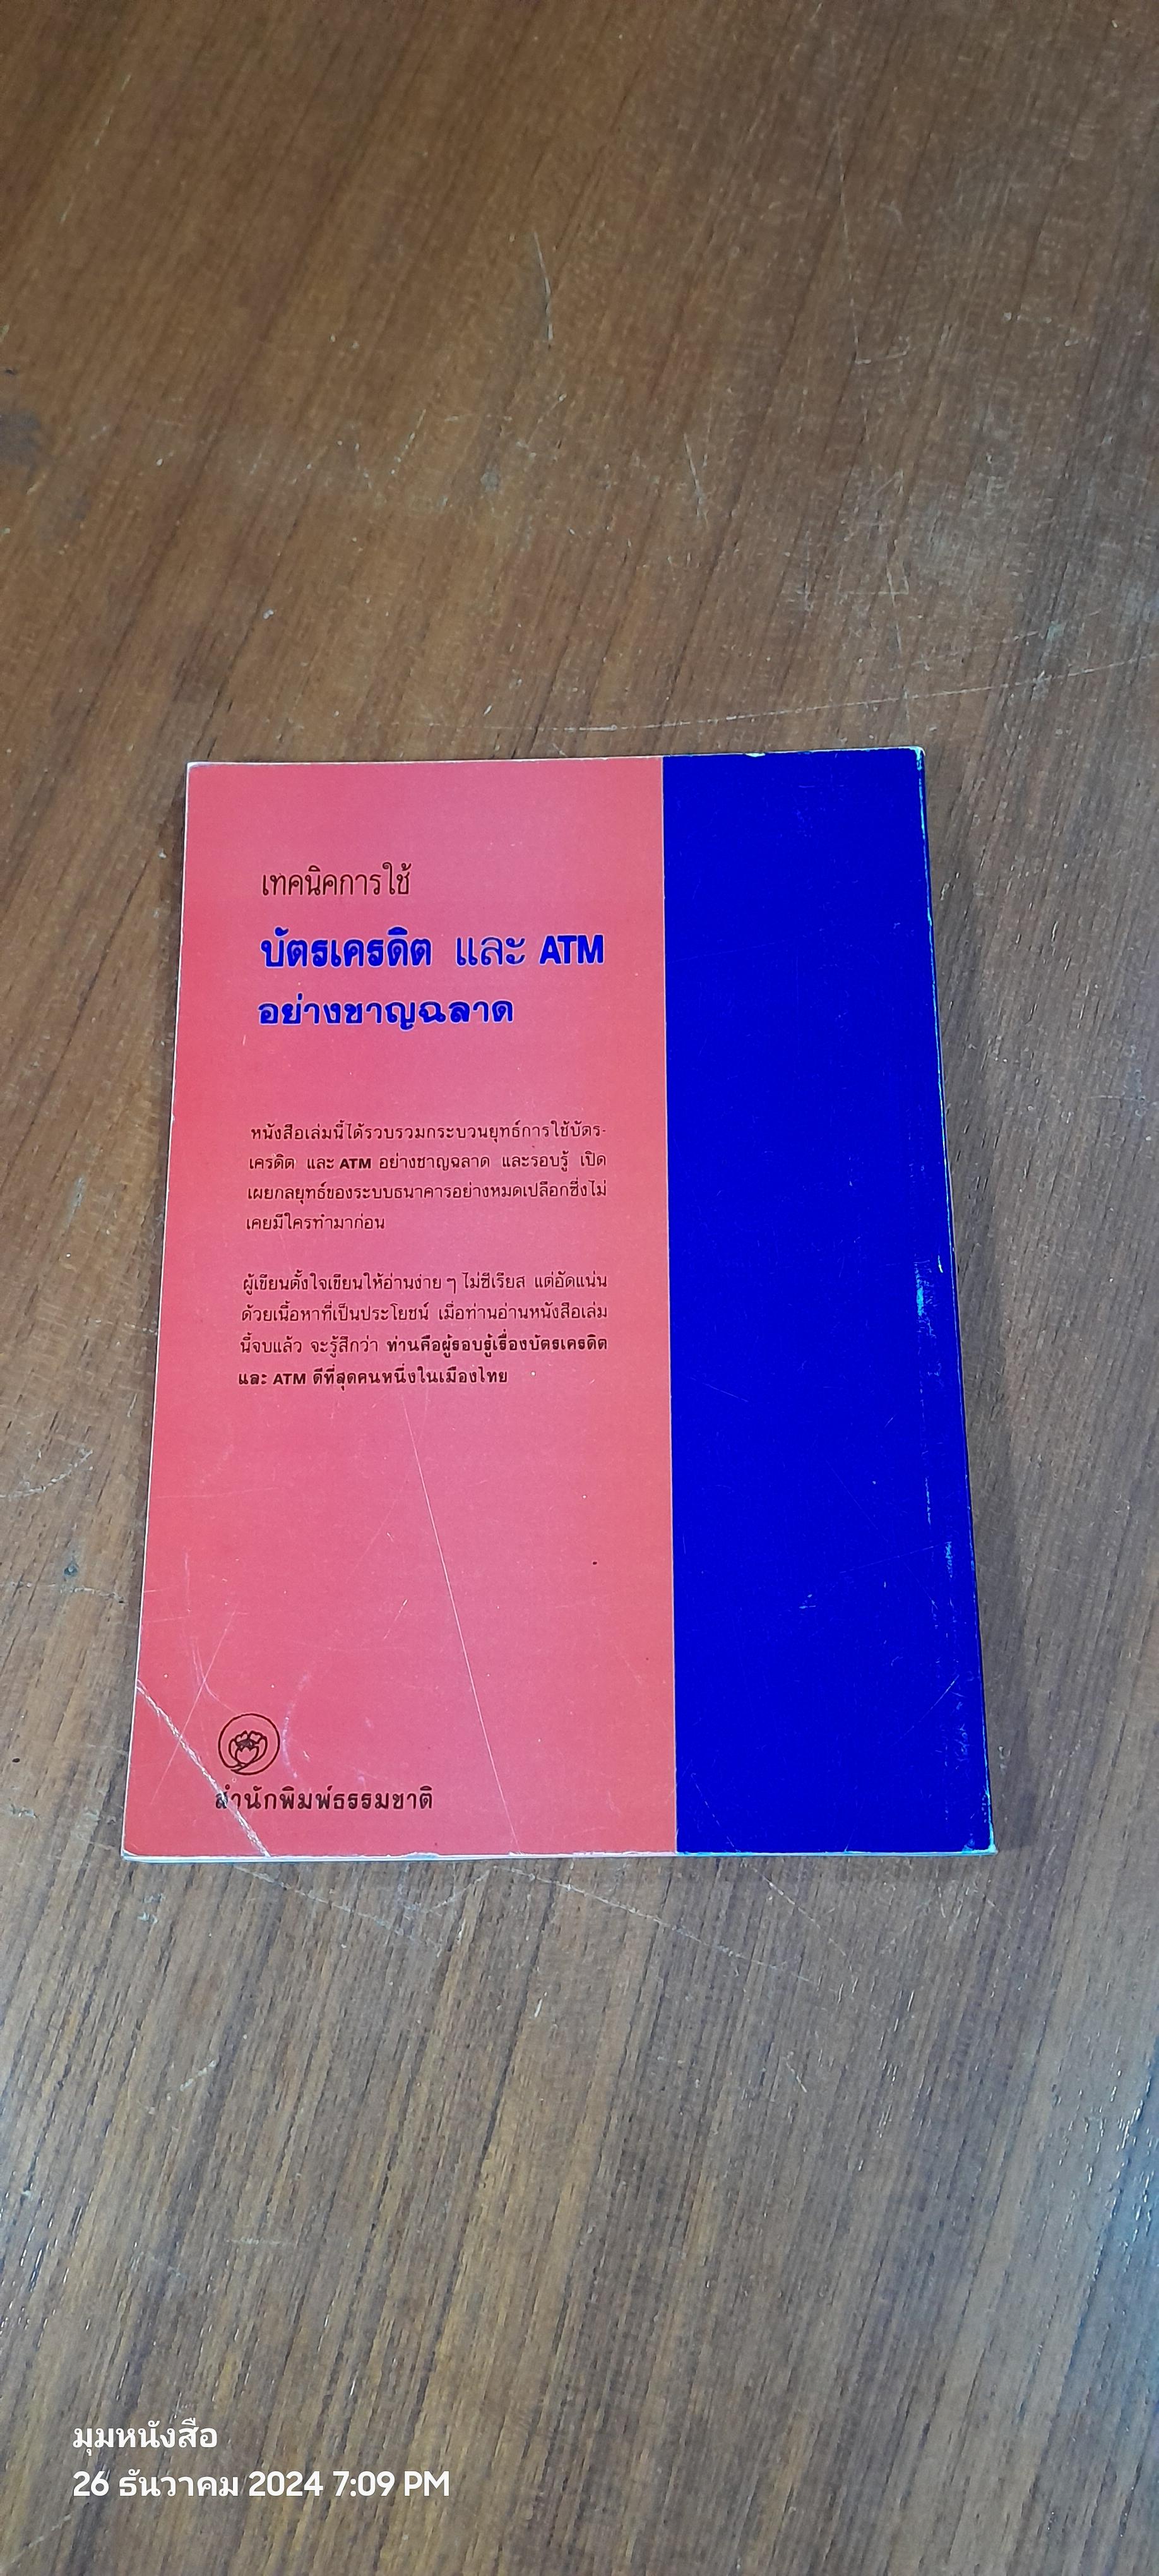 เทคนิคการใช้
บัตรเครดิต และ ATM
อย่างชาญฉลาด
หนังสือเล่มนี้ได้รวบรวมกระบวนยุทธ์การใช้บัตร-
เครดิต และ ATM อย่างชาญฉลาด และรอบรู้ เปิด
เผยกลยุทธ์ของระบบธนาคารอย่างหมดเปลือกซึ่งไม่
เคยมีใครทำมาก่อน
ผู้เขียนตั้งใจเขียนให้อ่านง่าย ๆ ไม่ซีเรียส แต่อัดแน่น
ด้วยเนื้อหาที่เป็นประโยชน์ เมื่อท่านอ่านหนังสือเล่ม
นี้จบแล้ว จะรู้สึกว่า ท่านคือผู้รอบรู้เรื่องบัตรเครดิต
และ ATM ดีที่สุดคนหนึ่งในเมืองไทย
สำนักพิมพ์ธรรมชาติ
มุมหนังสือ
26 ธันวาคม 2024 7:09 PM